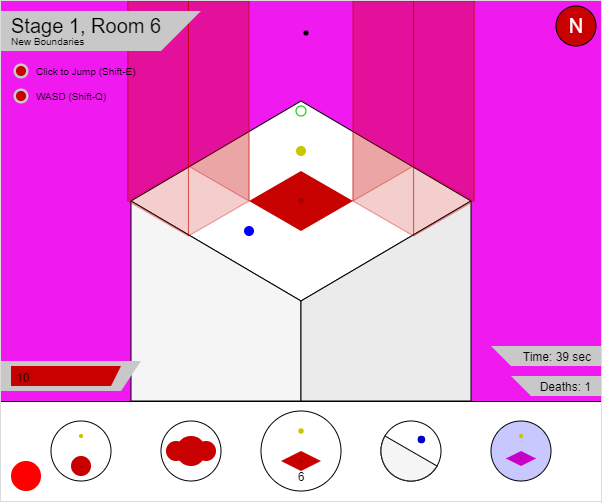 Stage 1, Room 6
New Boundaries
N
Click to Jump (Shift-E)
WASD (Shift-Q)
Time: 39 sec
10
Deaths: 1
6